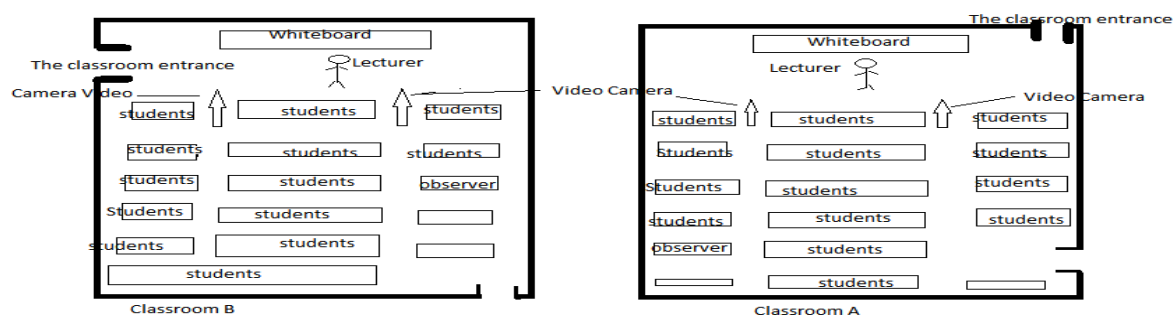 Whiteboard
Lecturer
The classroom entrance
Camera Video
Video Camera
students students students
students students students
students students observer
Students students
students students
students
Classroom B
The classroom entrance
Whiteboard
Lecturer
Video Camera
students students students
Students students students
Students students students
students students students
observer students
students
Classroom A